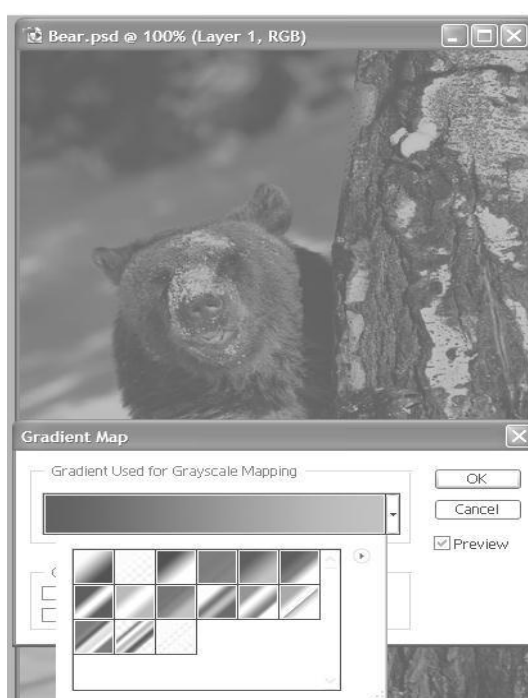 Bear.psd @ 100% (Layer 1, RGB)
Gradient Map
Gradient Used for Grayscale Mapping
OK
Cancel
Preview